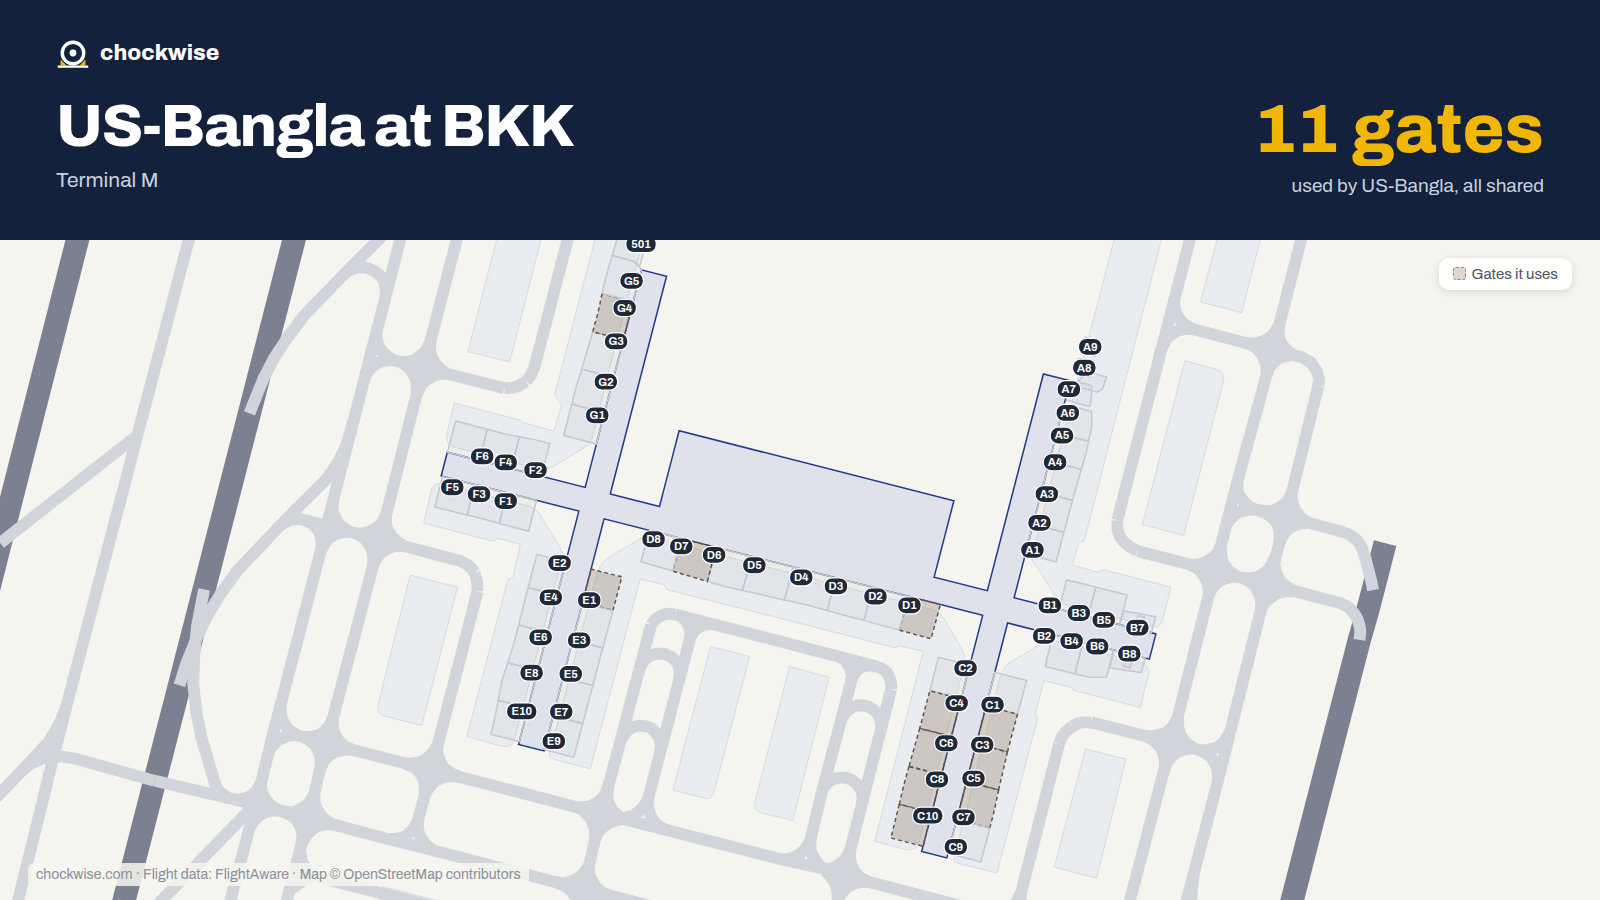 chockwise
US-Bangla at BKK
Terminal M
11 gates
used by US-Bangla, all shared
Gates it uses
501
G5
G4
G3
G2
G1
A9
A8
A7
A6
A5
A4
A3
A2
A1
F6
F4
F2
F5
F3
F1
D8
D7
D6
D5
D4
D3
D2
D1
E2
E4
E1
E6
E3
E8
E5
E10
E7
E9
B1
B3
B5
B7
B2
B4
B6
B8
C2
C4
C1
C6
C3
C8
C5
C10
C7
C9
chockwise.com · Flight data: FlightAware · Map © OpenStreetMap contributors